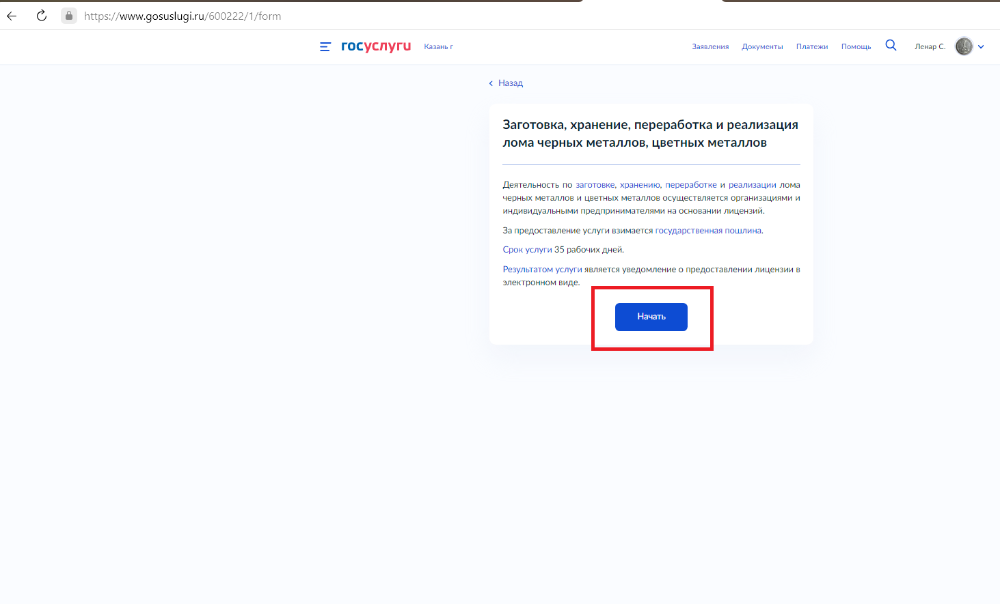 https://www.gosuslugi.ru/600222/1/form
госуслуги Казань г Заявления Документы Платежи Помощь Ленар С.
Назад
Заготовка, хранение, переработка и реализация
лома черных металлов, цветных металлов
Деятельность по заготовке, хранению, переработке и реализации лома
черных металлов и цветных металлов осуществляется организациями и
индивидуальными предпринимателями на основании лицензий.
За предоставление услуги взимается государственная пошлина.
Срок услуги 35 рабочих дней.
Результатом услуги является уведомление о предоставлении лицензии в
электронном виде.
Начать